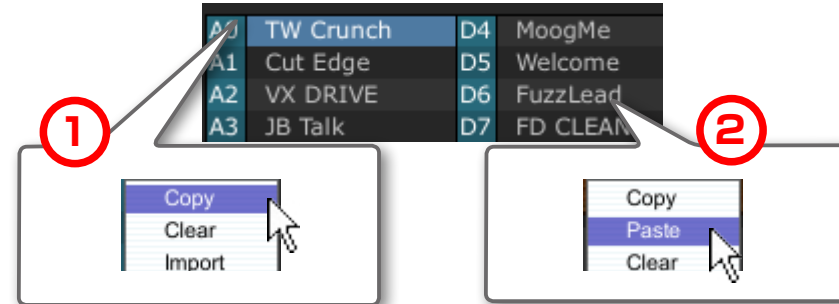 A0 TW Crunch D4 MoogMe
A1 Cut Edge D5 Welcome
A2 VX DRIVE D6 FuzzLead
A3 JB Talk D7 FD CLEAN
1
2
Copy
Clear
Import
Copy
Paste
Clear